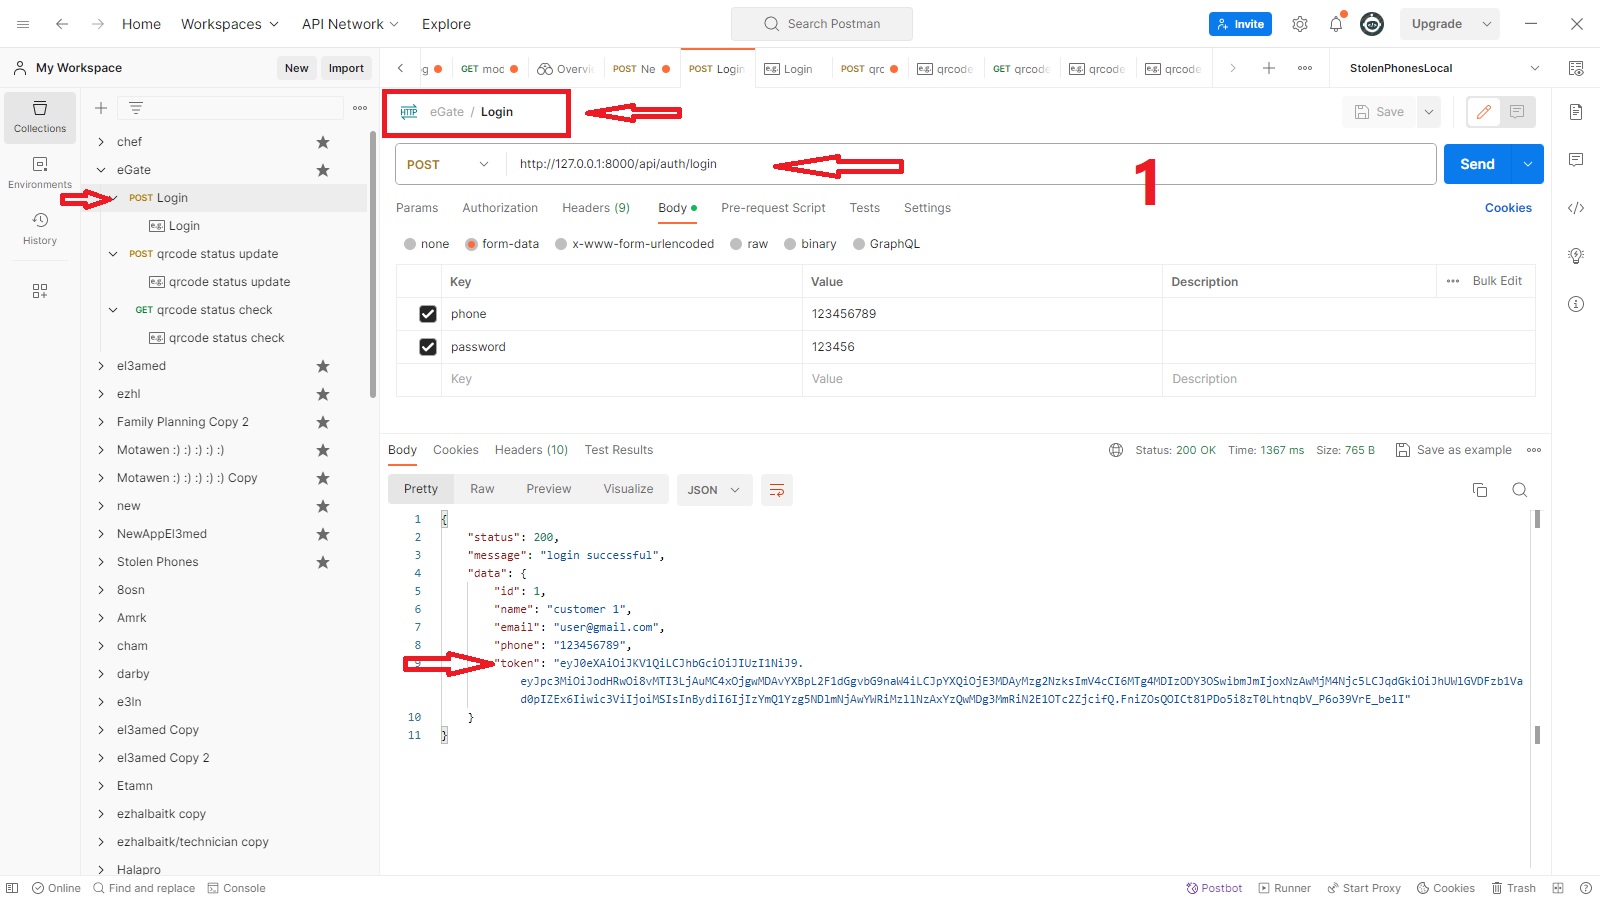 Home Workspaces API Network Explore Search Postman Invite Upgrade
My Workspace New Import
GET moc Overvi POST Ne POST Login e.g. Login POST qrc e.g. qrcode GET qrcode e.g. qrcode e.g. qrcode StolenPhonesLocal
Collections
Environments
History
chef
eGate
POST Login
e.g. Login
POST qrcode status update
e.g. qrcode status update
GET qrcode status check
e.g. qrcode status check
el3amed
ezhl
Family Planning Copy 2
Motawen :) :) :) :) :)
Motawen :) :) :) :) :) Copy
new
NewAppEl3med
Stolen Phones
8osn
Amrk
cham
darby
e3ln
el3amed Copy
el3amed Copy 2
Etamn
ezhalbaitk copy
ezhalbaitk/technician copy
Halapro
HTTP eGate / Login Save
POST http://127.0.0.1:8000/api/auth/login 1 Send
Params Authorization Headers (9) Body Pre-request Script Tests Settings Cookies
none form-data x-www-form-urlencoded raw binary GraphQL
Key Value Description Bulk Edit
phone 123456789
password 123456
Key Value Description
Body Cookies Headers (10) Test Results Status: 200 OK Time: 1367 ms Size: 765 B Save as example
Pretty Raw Preview Visualize JSON
1 {
2 "status": 200,
3 "message": "login successful",
4 "data": {
5 "id": 1,
6 "name": "customer 1",
7 "email": "user@gmail.com",
8 "phone": "123456789",
9 "token": "eyJ0eXAiOiJKV1QiLCJhbGciOiJIUzI1NiJ9.
10 }
11 }
Online Find and replace Console Postbot Runner Start Proxy Cookies Trash